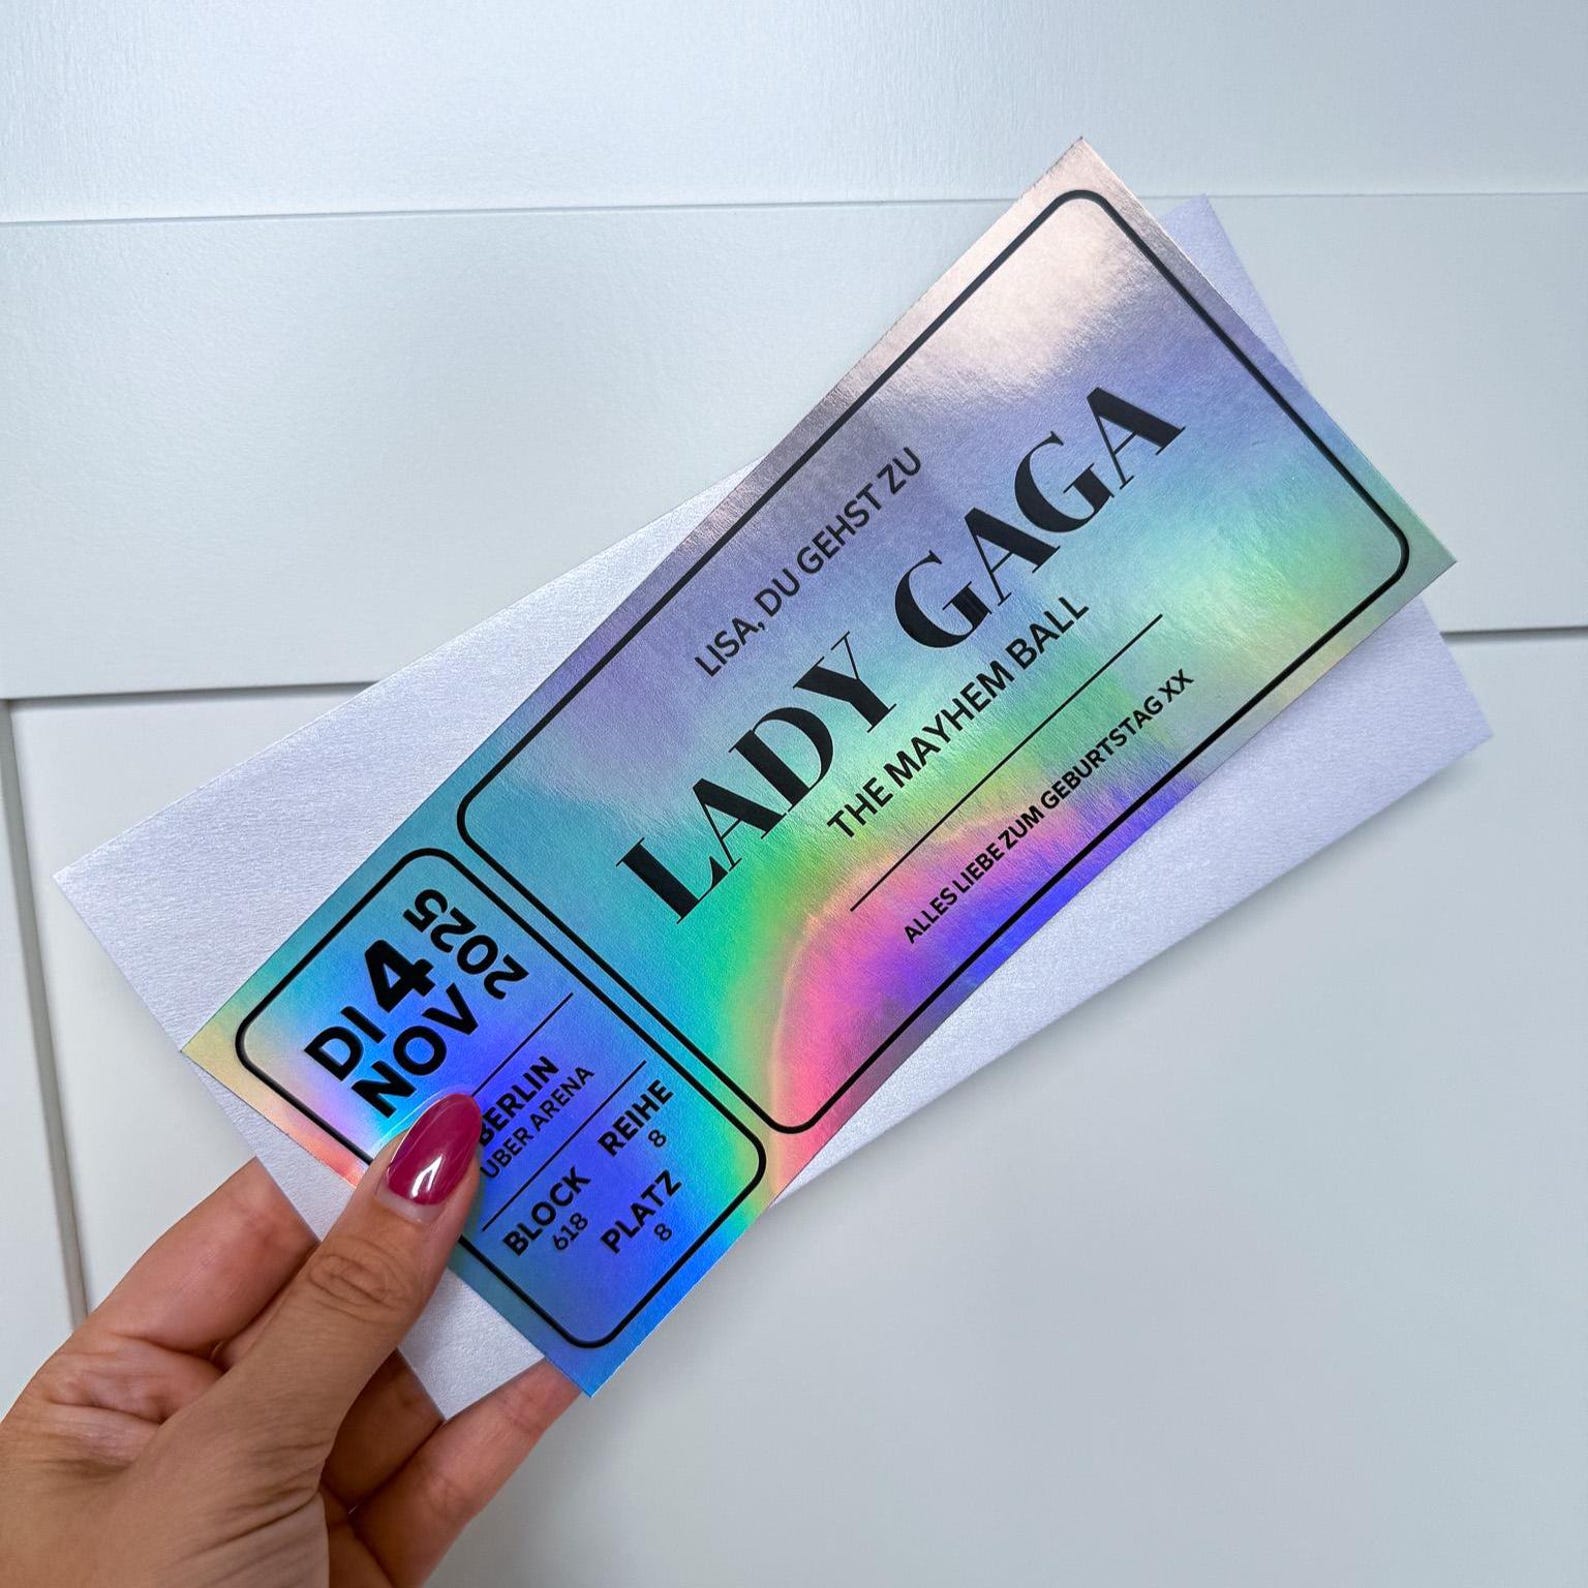 LISA, DU GEHST ZU
LADY GAGA
THE MAYHEM BALL
ALLES LIEBE ZUM GEBURTSTAG XX
DI 4
NOV 2025
BERLIN
UBER ARENA
BLOCK REIHE
618 8
PLATZ
8